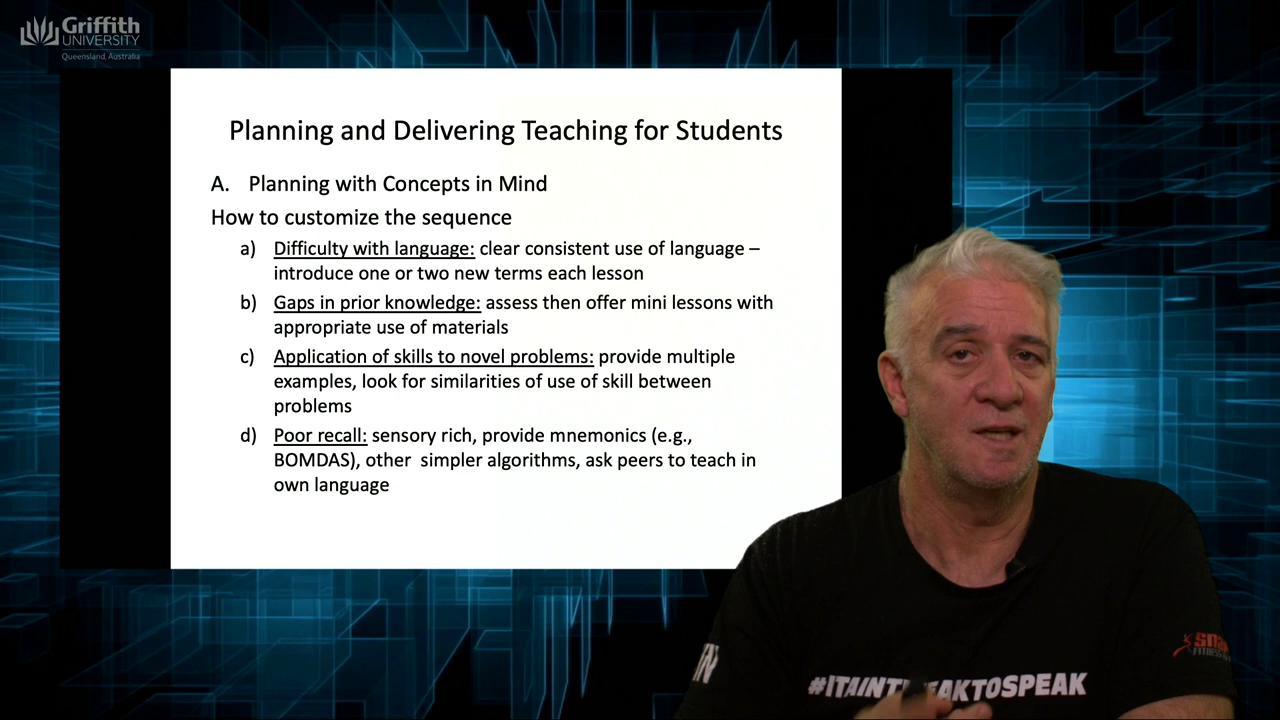 Griffith
UNIVERSITY
Queensland, Australia
Planning and Delivering Teaching for Students
A. Planning with Concepts in Mind
How to customize the sequence
a) Difficulty with language: clear consistent use of language –
introduce one or two new terms each lesson
b) Gaps in prior knowledge: assess then offer mini lessons with
appropriate use of materials
c) Application of skills to novel problems: provide multiple
examples, look for similarities of use of skill between
problems
d) Poor recall: sensory rich, provide mnemonics (e.g.,
BOMDAS), other simpler algorithms, ask peers to teach in
own language